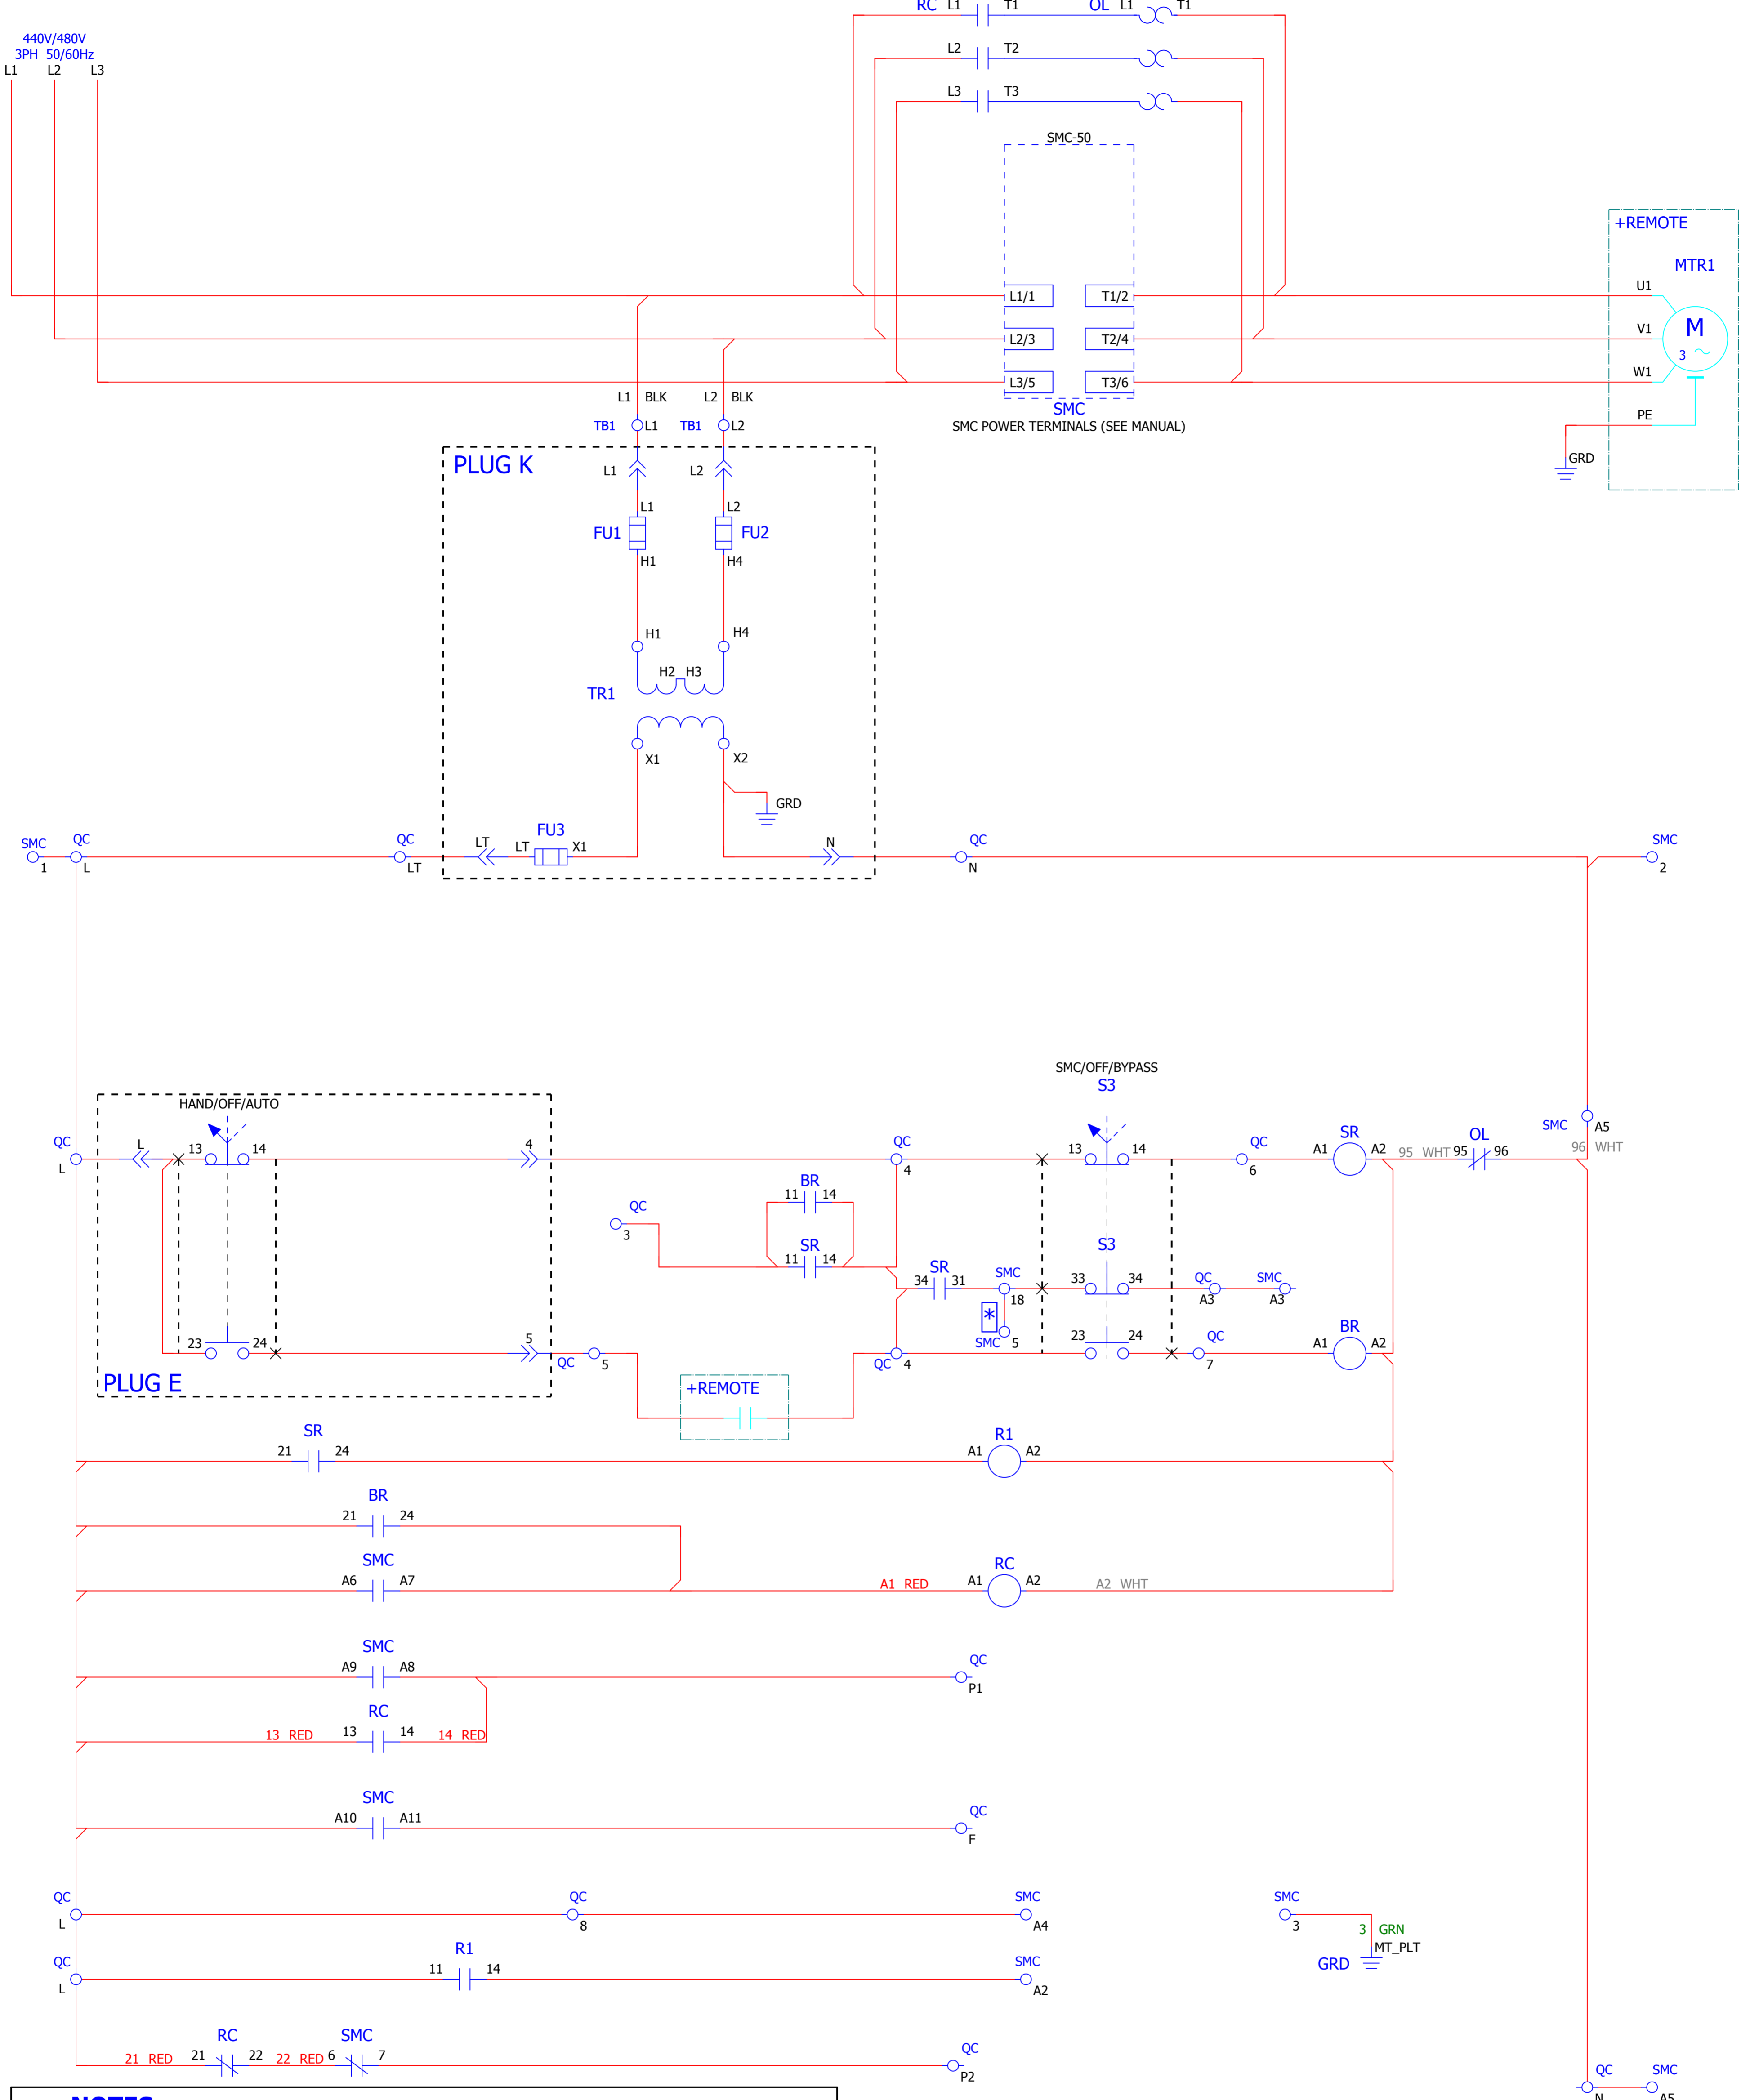 RC L1 T1 OL L1 T1
440V/480V
3PH 50/60Hz
L1 L2 L3
L2 T2
L3 T3
SMC-50
+REMOTE
MTR1
L1/1 T1/2 U1
L2/3 T2/4 V1 M
3
L3/5 T3/6 W1
L1 BLK L2 BLK
SMC
PE
TB1 L1 TB1 L2
SMC POWER TERMINALS (SEE MANUAL)
PLUG K
L1 L2
GRD
L1 L2
FU1 FU2
H1 H4
H1 H4
H2 H3
TR1
X1 X2
GRD
SMC QC QC FU3 QC SMC
LT LT X1 N
1 L LT N 2
SMC/OFF/BYPASS
S3
HAND/OFF/AUTO
SMC A5
QC L 13 14 4 QC 13 14 QC SR OL
A1 A2 95 WHT 95 96 96 WHT
L 4 6
BR
11 14
QC
3
SR
11 14
S3
SR
34 31 SMC 33 34 QC SMC
18 A3 A3
*
SMC 5
23 24 5 23 24 QC BR
A1 A2
QC 5 QC 4 7
PLUG E
+REMOTE
SR R1
21 24 A1 A2
BR
21 24
SMC RC
A6 A7 A1 RED A1 A2 A2 WHT
SMC QC
A9 A8 P1
RC
13 RED 13 14 14 RED
SMC QC
A10 A11 F
QC QC SMC SMC
L 8 A4 3
3 GRN
MT_PLT
GRD
QC R1 SMC
11 14
L A2
RC SMC
21 RED 21 22 22 RED 6 7 QC
P2
QC SMC
N A5
NOTES